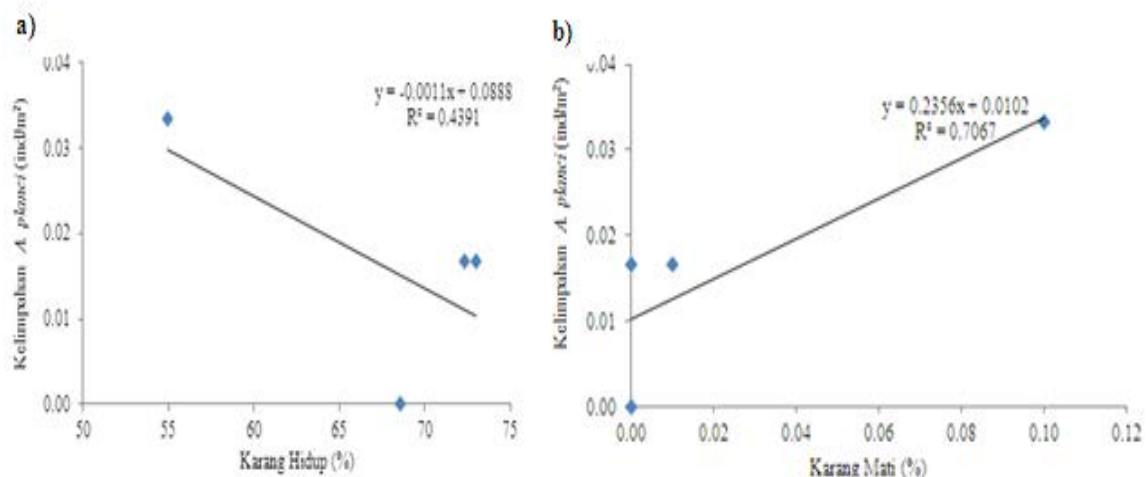 a)
0.04
0.03
0.02
0.01
0.00
Kelimpahan A. planci (ind/m²)
y = -0.0011x + 0.0888
R² = 0.4391
50 55 60 65 70 75
Karang Hidup (%)
b)
0.04
0.03
0.02
0.01
0.00
Kelimpahan A. planci (ind/m²)
y = 0.2356x + 0.0102
R² = 0.7067
0.00 0.02 0.04 0.06 0.08 0.10 0.12
Karang Mati (%)